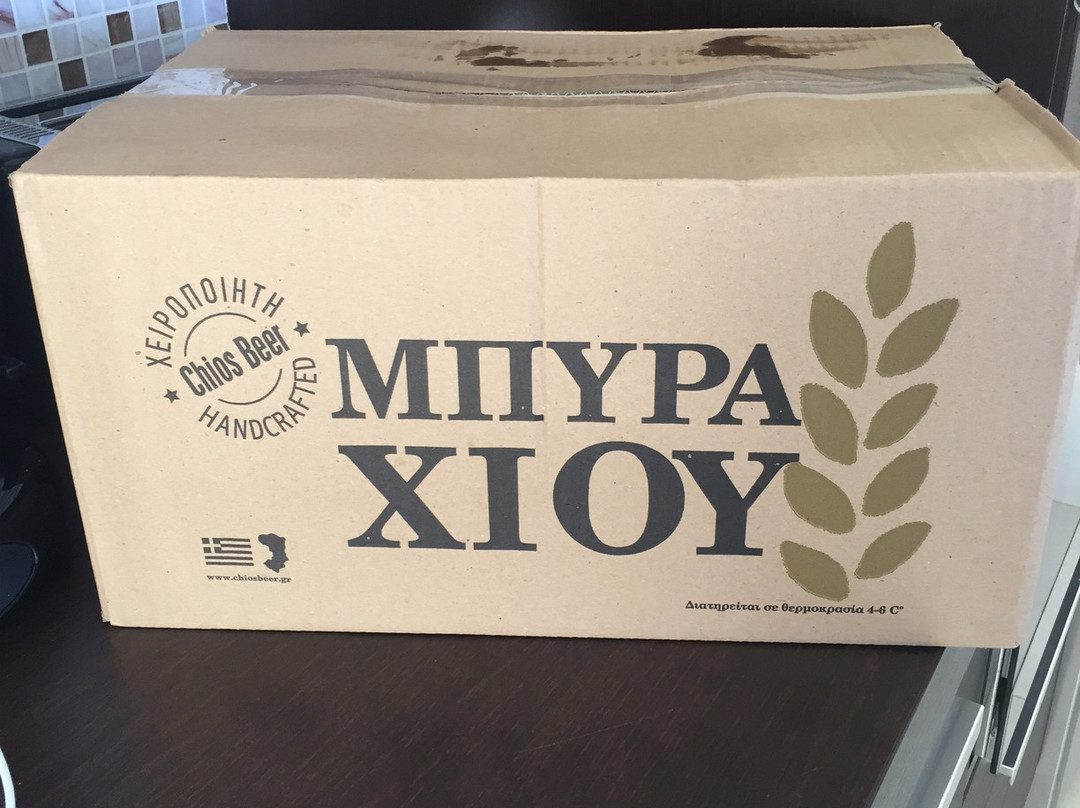 ΧΕΙΡΟΠΟΙΗΤΗ
Chios Beer
HANDCRAFTED
ΜΠΥΡΑ
ΧΙΟΥ
www.chiosbeer.gr
Διατηρείται σε θερμοκρασία 4-6 C°